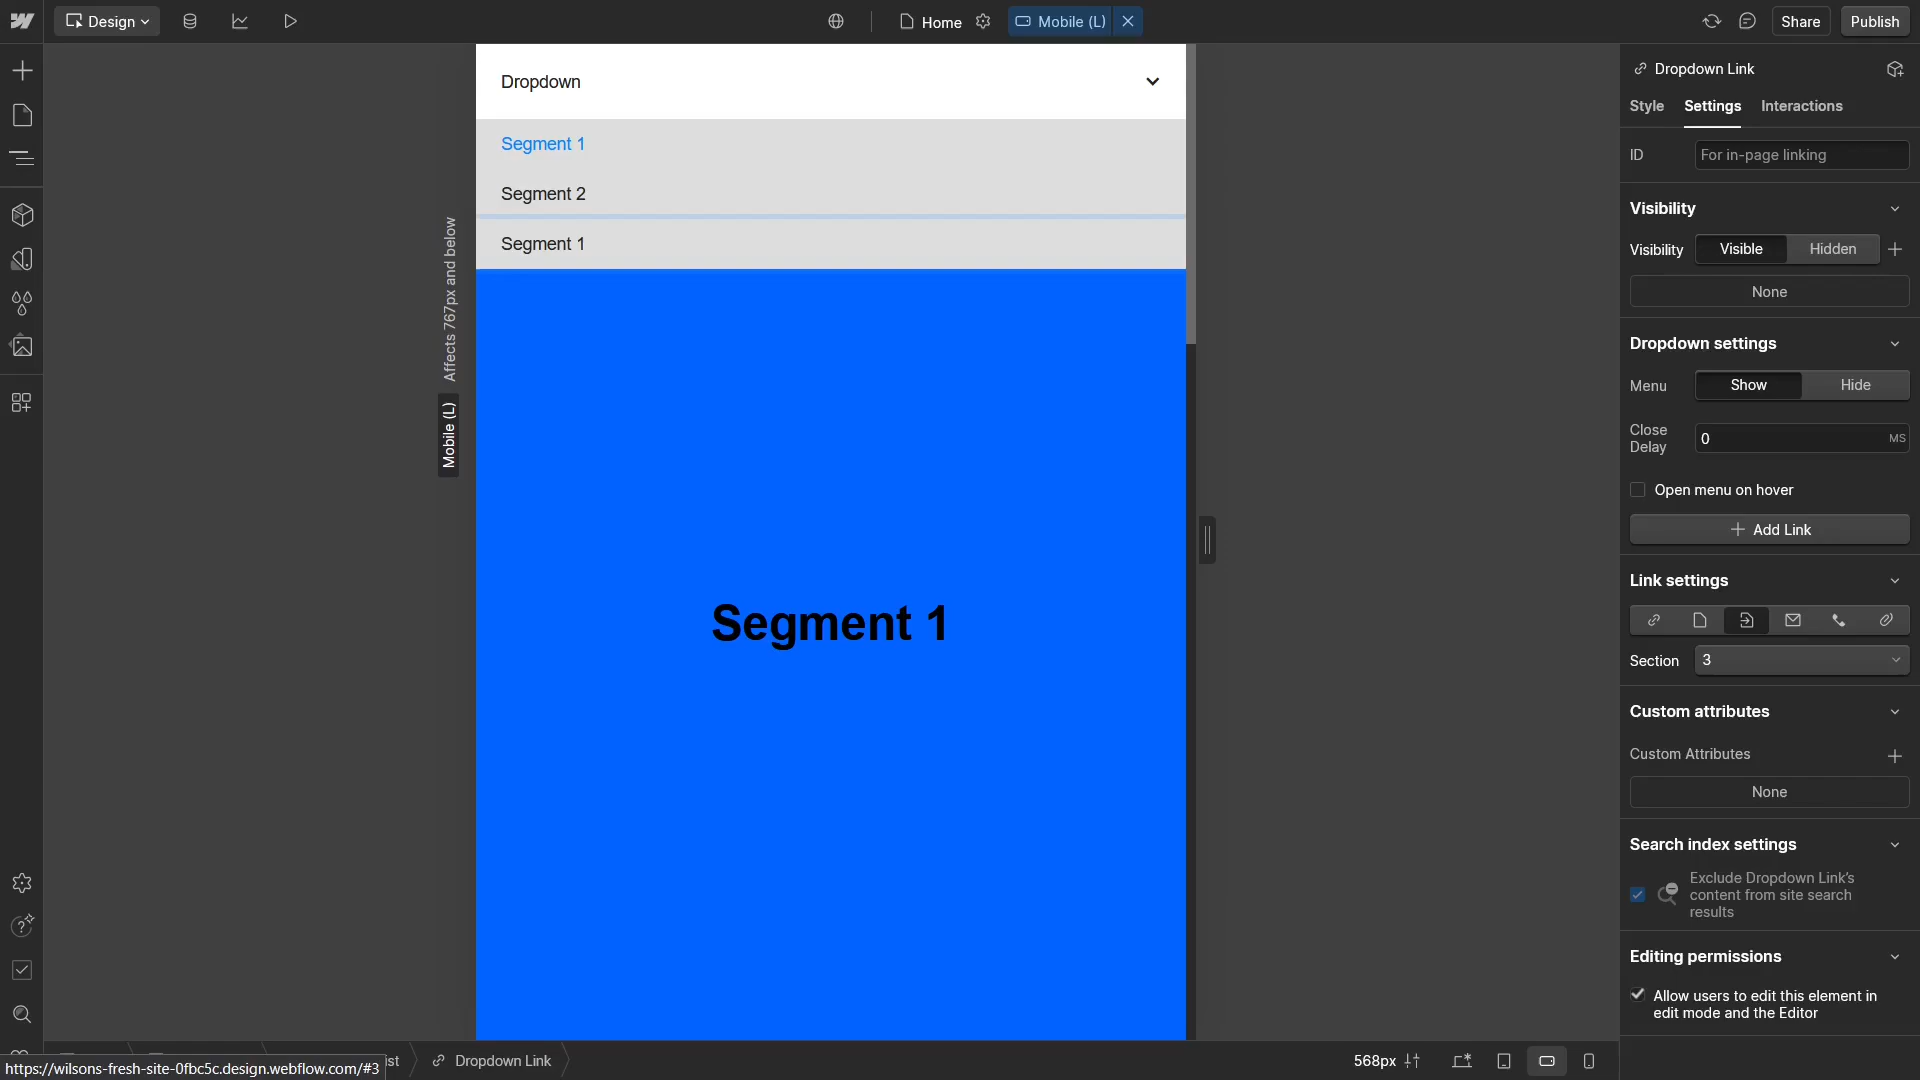 Design
Home
Mobile (L)
Share
Publish
Dropdown
Segment 1
Segment 2
Segment 1
Segment 1
Affects 767px and below
Mobile (L)
Dropdown Link
Style
Settings
Interactions
ID
For in-page linking
Visibility
Visibility
Visible
Hidden
None
Dropdown settings
Menu
Show
Hide
Close
Delay
0
MS
Open menu on hover
Add Link
Link settings
Section
3
Custom attributes
Custom Attributes
None
Search index settings
Exclude Dropdown Link's
content from site search
results
Editing permissions
Allow users to edit this element in
edit mode and the Editor
https://wilsons-fresh-site-0fbc5c.design.webflow.com/#3
ist
Dropdown Link
568px